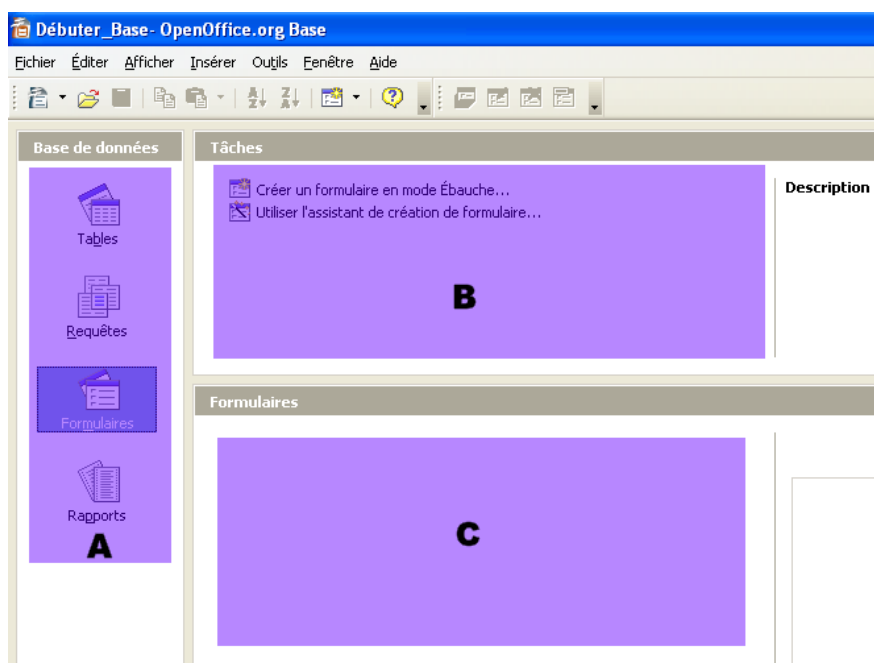 Débuter_Base- OpenOffice.org Base
Fichier Éditer Afficher Insérer Outils Fenêtre Aide
Base de données
Tâches
Tables
Requêtes
Formulaires
Rapports
A
Créer un formulaire en mode Ébauche...
Utiliser l'assistant de création de formulaire...
B
Description
Formulaires
C